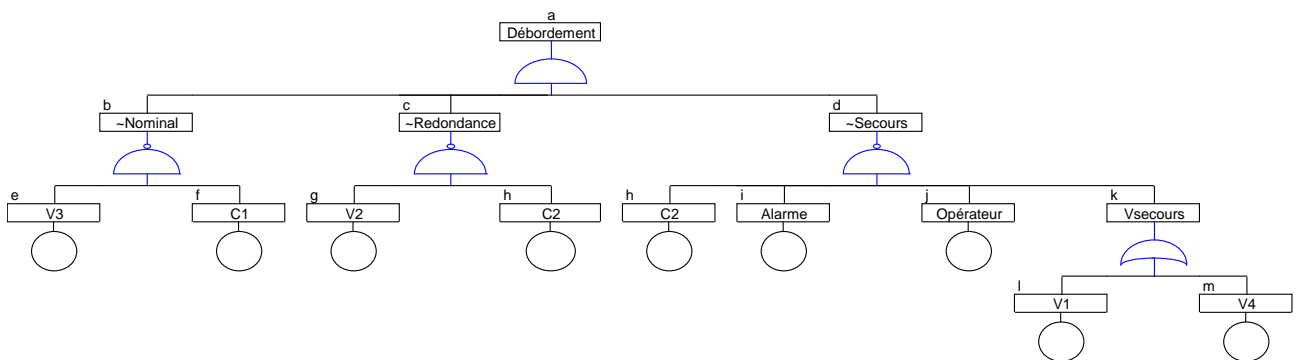 a
Débordement
b c d
~Nominal ~Redondance ~Secours
e f g h h i j k
V3 C1 V2 C2 C2 Alarme Opérateur Vsecours
l m
V1 V4